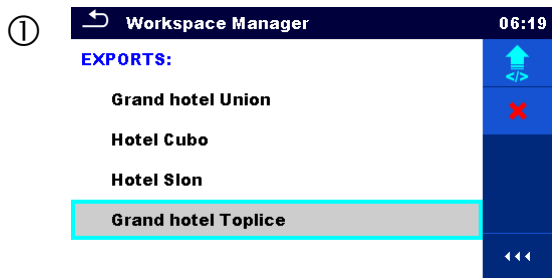 ①
Workspace Manager 06:19
EXPORTS:
</>
Grand hotel Union
Hotel Cubo
Hotel Slon
Grand hotel Toplice